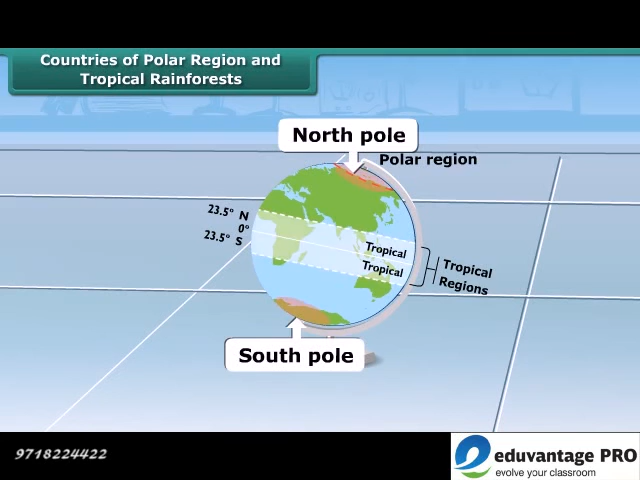 Countries of Polar Region and
Tropical Rainforests
North pole
Polar region
23.5° N
0°
23.5° S
Tropical
Tropical
Tropical
Regions
South pole
9718224422
eduvantage PRO
evolve your classroom